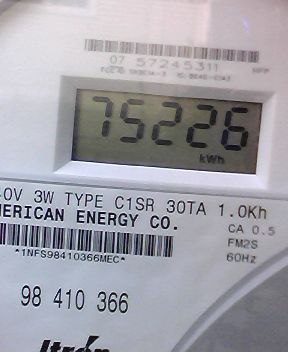 07 57245311
75226
kWh
0V 3W TYPE C1SR 30TA 1.0Kh
MERICAN ENERGY CO.
CA 0.5
FM2S
60Hz
*1NFS98410366MEC*
98 410 366
Itron